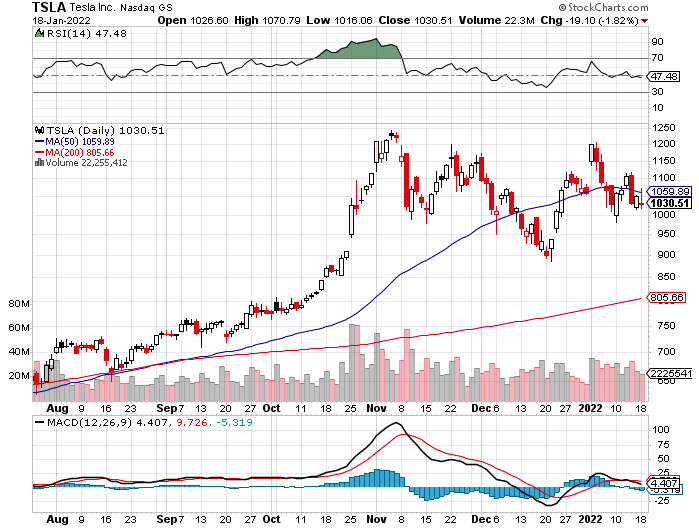 TSLA Tesla Inc. Nasdaq GS © StockCharts.com
18-Jan-2022 Open 1026.60 High 1070.79 Low 1016.06 Close 1030.51 Volume 22.3M Chg -19.10 (-1.82%)
RSI(14) 47.48
90
70
47.48
30
10
TSLA (Daily) 1030.51
MA(50) 1059.89
MA(200) 805.66
Volume 22,255,412
1250
1200
1150
1100
1059.89
1030.51
1000
950
900
850
805.66
750
700
650
80M
60M
40M
20M
2225541
Aug 9 16 23 Sep 7 13 20 27 Oct 11 18 25 Nov 8 15 22 Dec 6 13 20 27 2022 10 18
MACD(12,26,9) 4.407, 9.726, -5.319
100
75
50
25
4.407
-5.319
-25
-50
Aug 9 16 23 Sep 7 13 20 27 Oct 11 18 25 Nov 8 15 22 Dec 6 13 20 27 2022 10 18